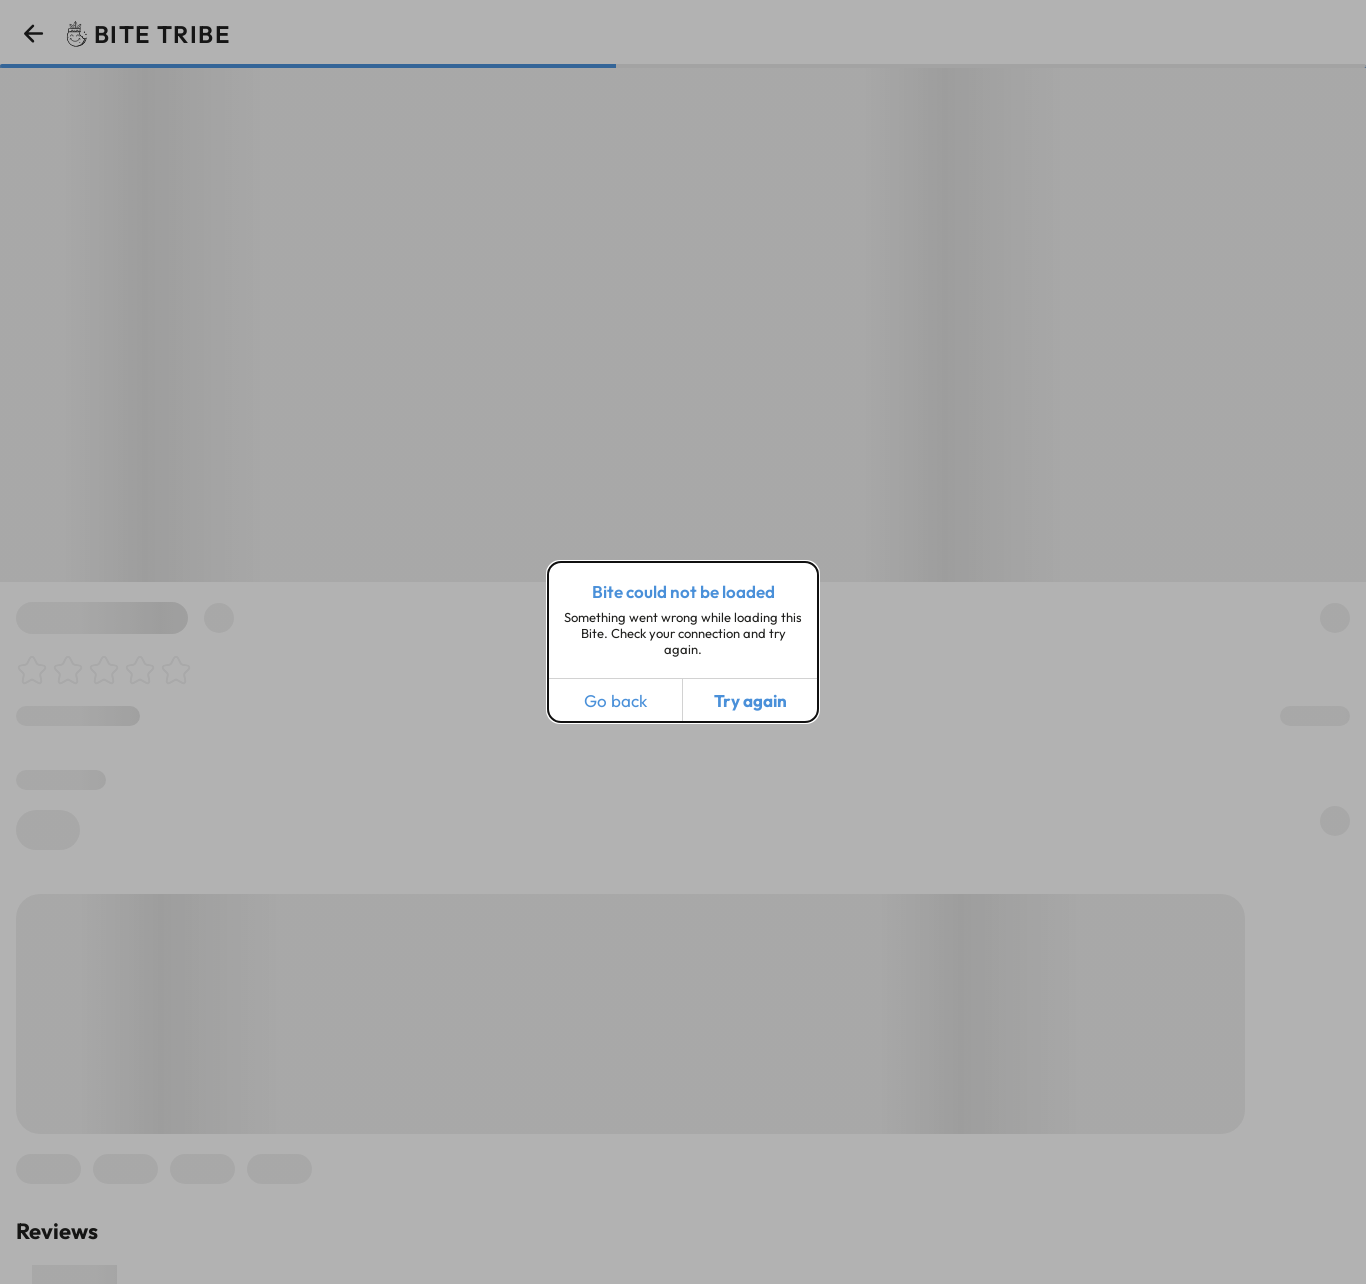 BITE TRIBE
Bite could not be loaded
Something went wrong while loading this
Bite. Check your connection and try
again.
Go back
Try again
Reviews